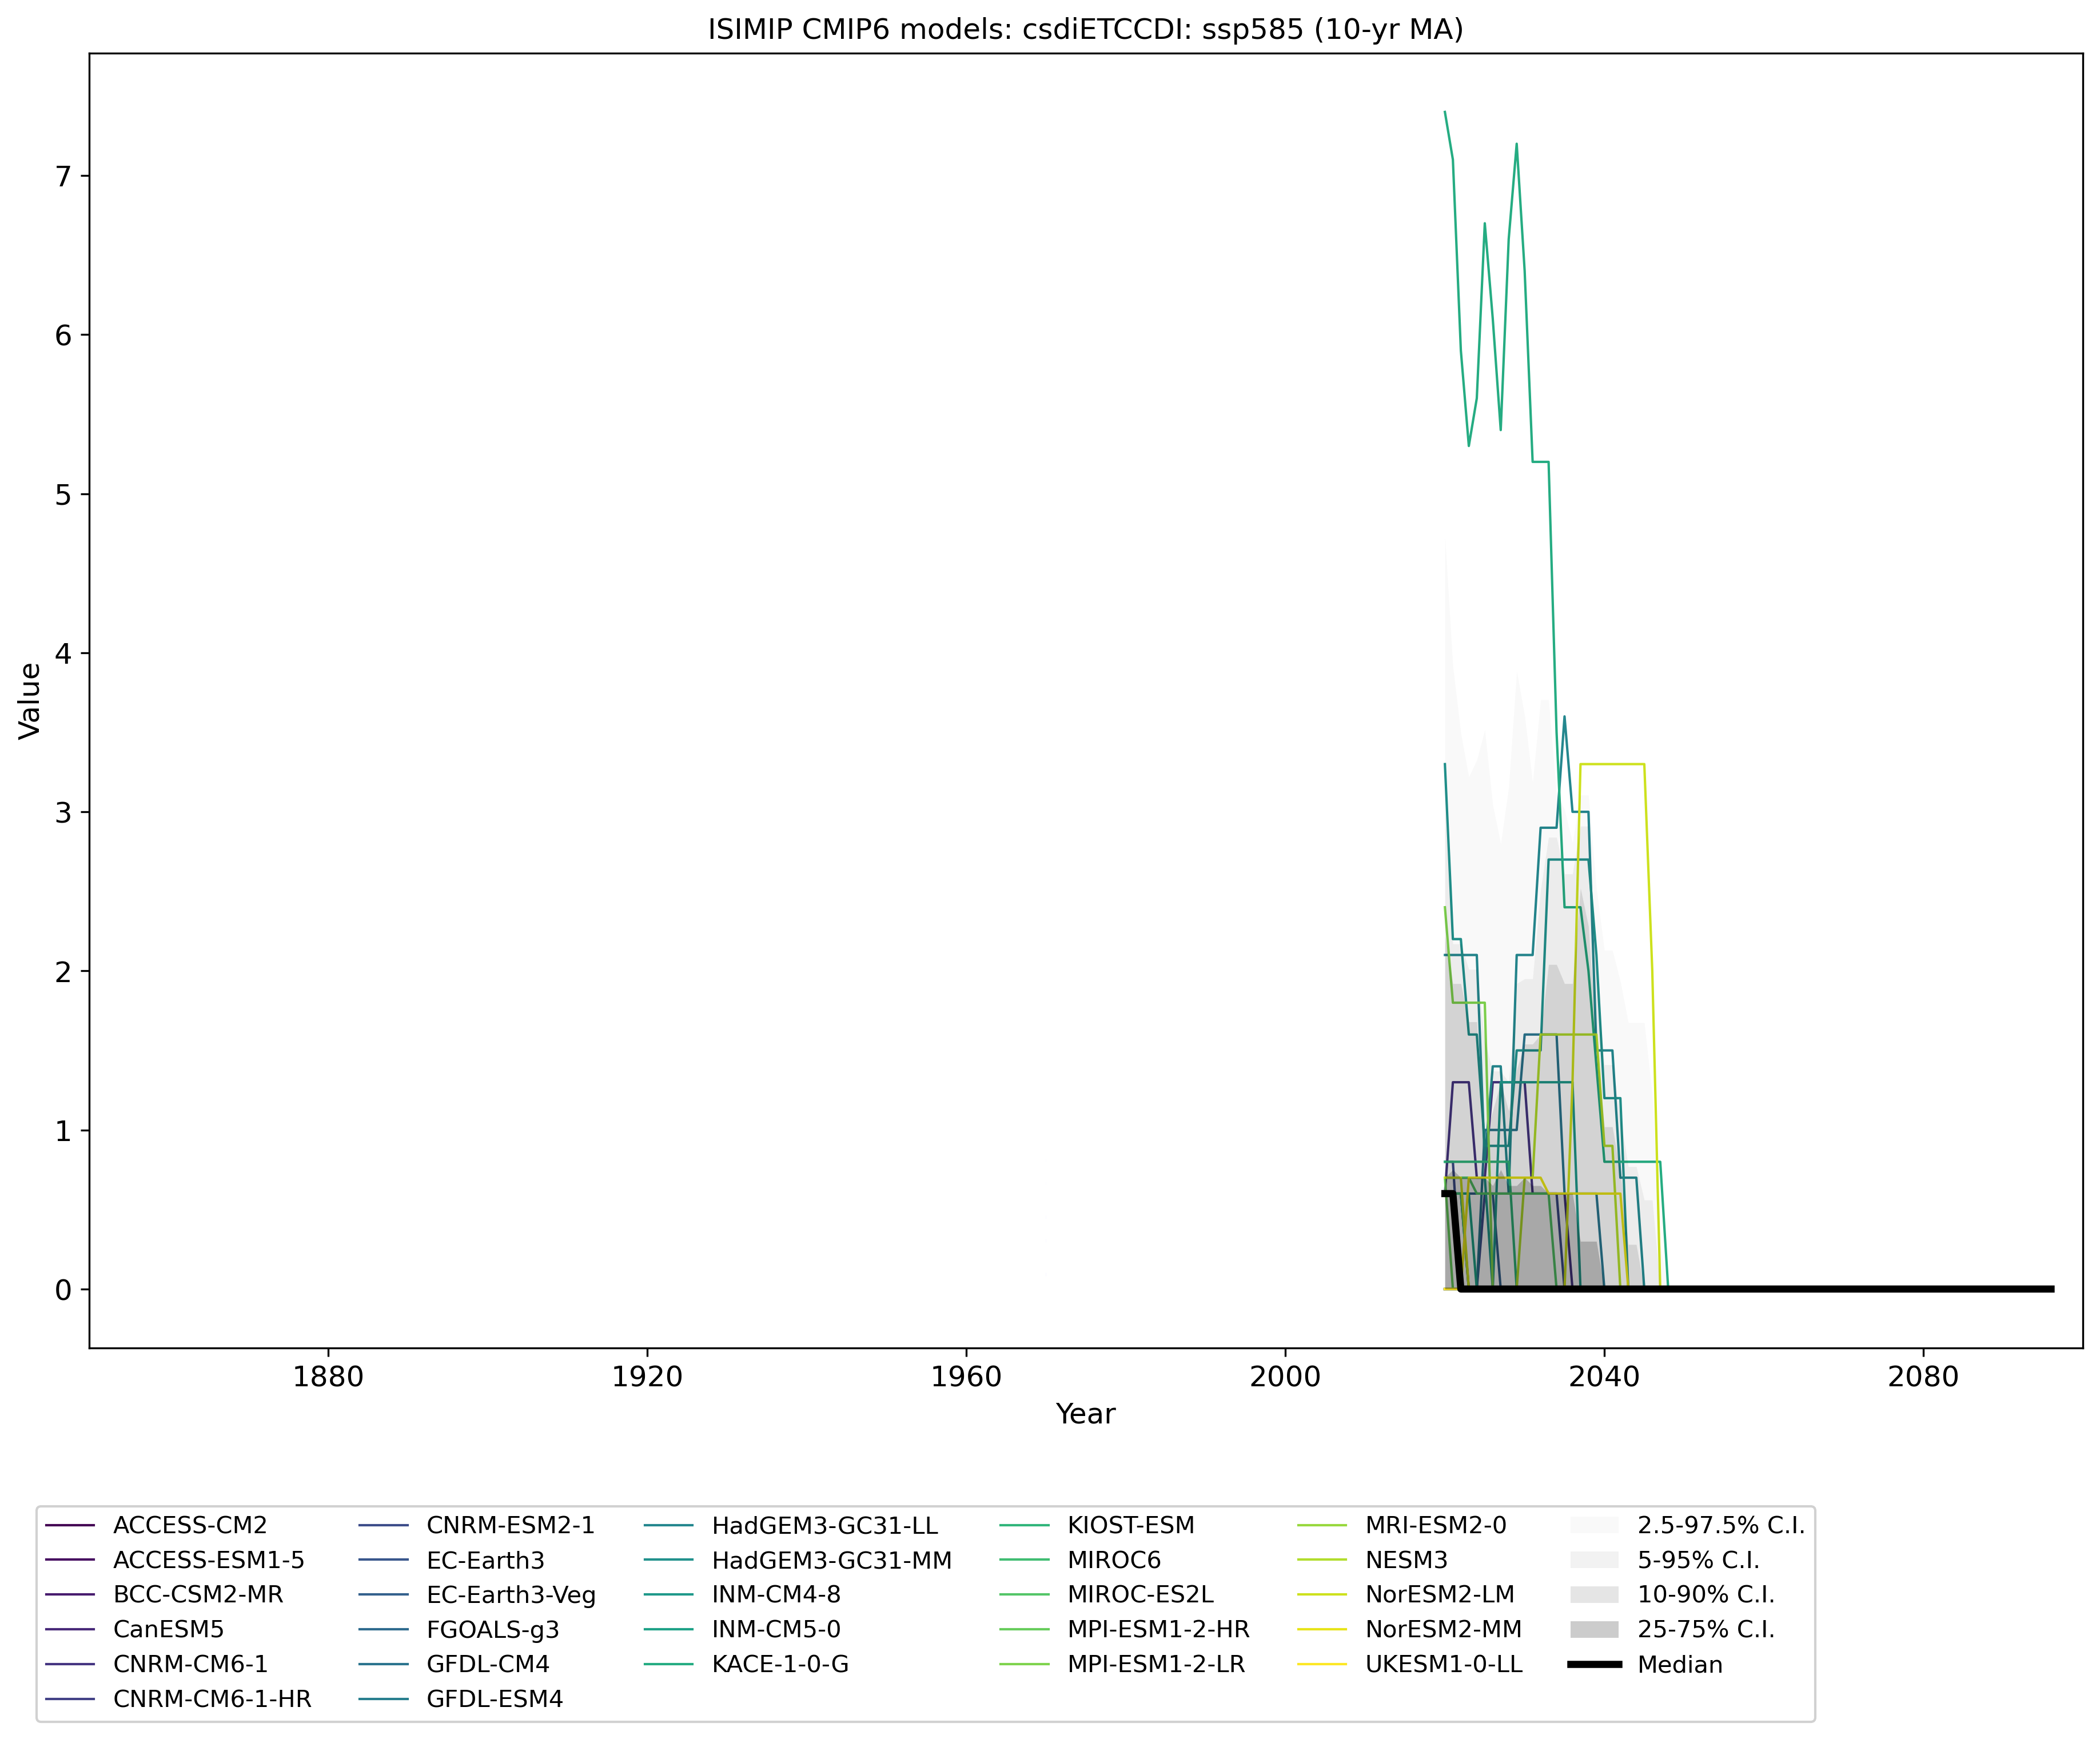 ISIMIP CMIP6 models: csdiETCCDI: ssp585 (10-yr MA)
7
6
5
4
3
2
1
0
Value
1880 1920 1960 2000 2040 2080
Year
ACCESS-CM2
ACCESS-ESM1-5
BCC-CSM2-MR
CanESM5
CNRM-CM6-1
CNRM-CM6-1-HR
CNRM-ESM2-1
EC-Earth3
EC-Earth3-Veg
FGOALS-g3
GFDL-CM4
GFDL-ESM4
HadGEM3-GC31-LL
HadGEM3-GC31-MM
INM-CM4-8
INM-CM5-0
KACE-1-0-G
KIOST-ESM
MIROC6
MIROC-ES2L
MPI-ESM1-2-HR
MPI-ESM1-2-LR
MRI-ESM2-0
NESM3
NorESM2-LM
NorESM2-MM
UKESM1-0-LL
2.5-97.5% C.I.
5-95% C.I.
10-90% C.I.
25-75% C.I.
Median